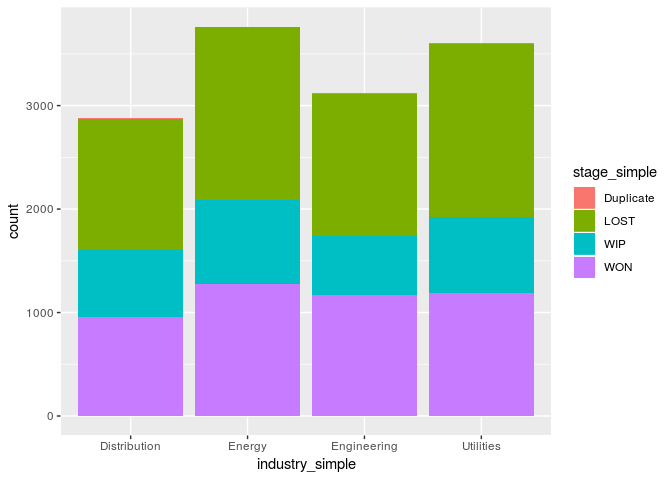 count
3000
2000
1000
0
Distribution
Energy
Engineering
Utilities
industry_simple
stage_simple
Duplicate
LOST
WIP
WON